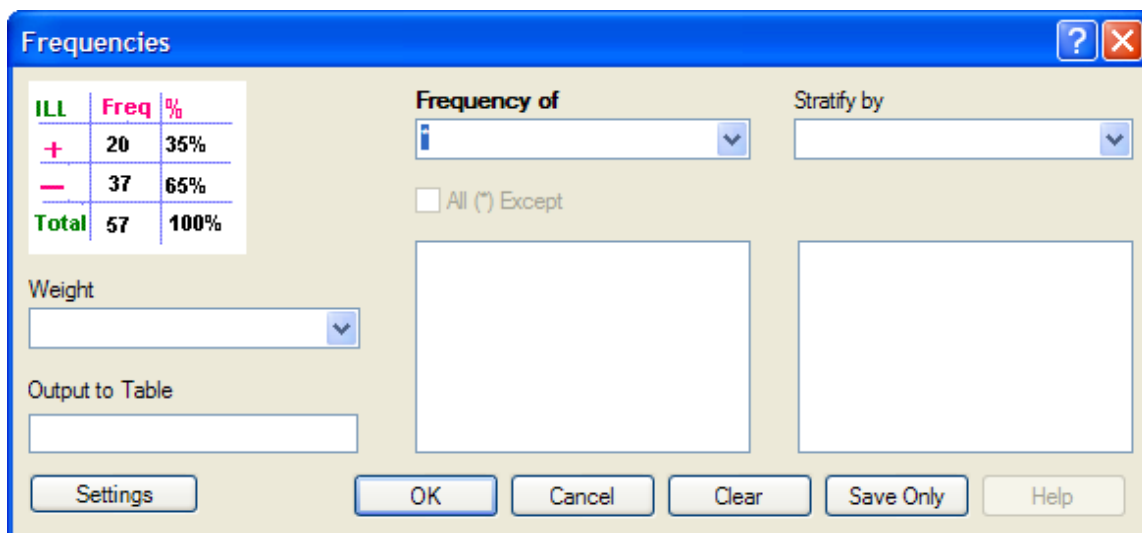 Frequencies
ILL Freq %
+ 20 35%
− 37 65%
Total 57 100%
Frequency of
*
Stratify by
All (*) Except
Weight
Output to Table
Settings
OK
Cancel
Clear
Save Only
Help